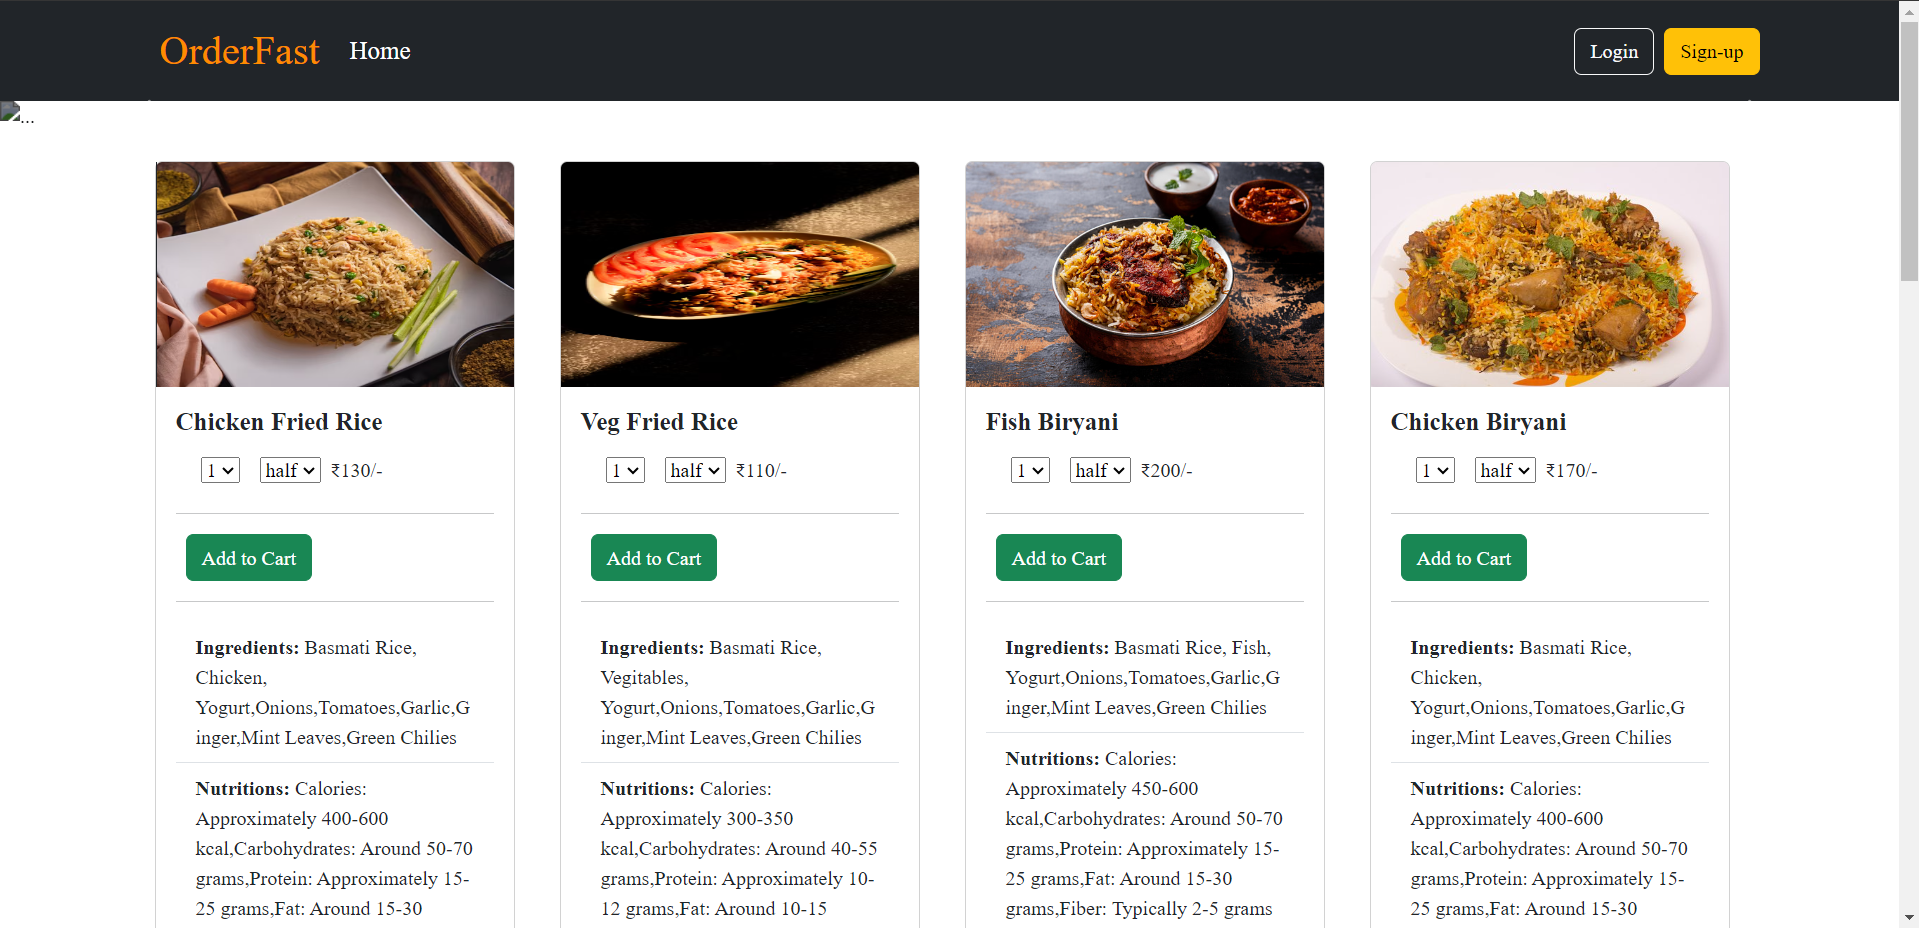 OrderFast Home Login Sign-up
...
Chicken Fried Rice
1 half ₹130/-
Add to Cart
Ingredients: Basmati Rice,
Chicken,
Yogurt,Onions,Tomatoes,Garlic,G
inger,Mint Leaves,Green Chilies
Nutritions: Calories:
Approximately 400-600
kcal,Carbohydrates: Around 50-70
grams,Protein: Approximately 15-
25 grams,Fat: Around 15-30
Veg Fried Rice
1 half ₹110/-
Add to Cart
Ingredients: Basmati Rice,
Vegitables,
Yogurt,Onions,Tomatoes,Garlic,G
inger,Mint Leaves,Green Chilies
Nutritions: Calories:
Approximately 300-350
kcal,Carbohydrates: Around 40-55
grams,Protein: Approximately 10-
12 grams,Fat: Around 10-15
Fish Biryani
1 half ₹200/-
Add to Cart
Ingredients: Basmati Rice, Fish,
Yogurt,Onions,Tomatoes,Garlic,G
inger,Mint Leaves,Green Chilies
Nutritions: Calories:
Approximately 450-600
kcal,Carbohydrates: Around 50-70
grams,Protein: Approximately 15-
25 grams,Fat: Around 15-30
grams,Fiber: Typically 2-5 grams
Chicken Biryani
1 half ₹170/-
Add to Cart
Ingredients: Basmati Rice,
Chicken,
Yogurt,Onions,Tomatoes,Garlic,G
inger,Mint Leaves,Green Chilies
Nutritions: Calories:
Approximately 400-600
kcal,Carbohydrates: Around 50-70
grams,Protein: Approximately 15-
25 grams,Fat: Around 15-30